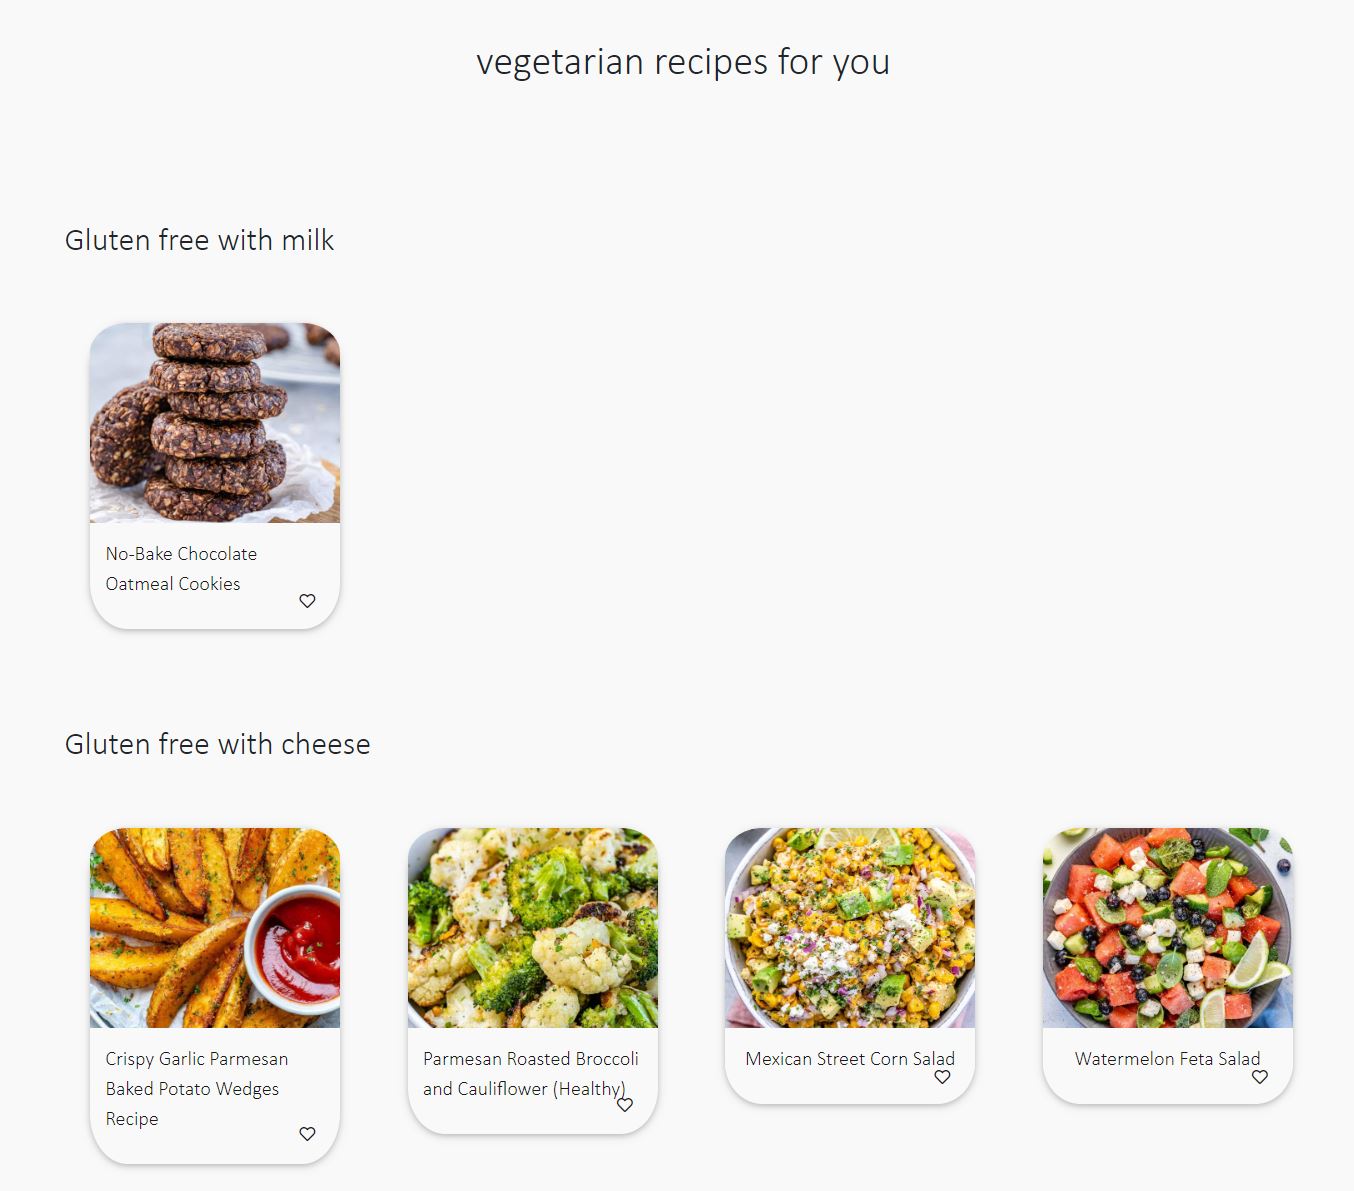 vegetarian recipes for you
Gluten free with milk
No-Bake Chocolate
Oatmeal Cookies
Gluten free with cheese
Crispy Garlic Parmesan
Baked Potato Wedges
Recipe
Parmesan Roasted Broccoli
and Cauliflower (Healthy)
Mexican Street Corn Salad
Watermelon Feta Salad